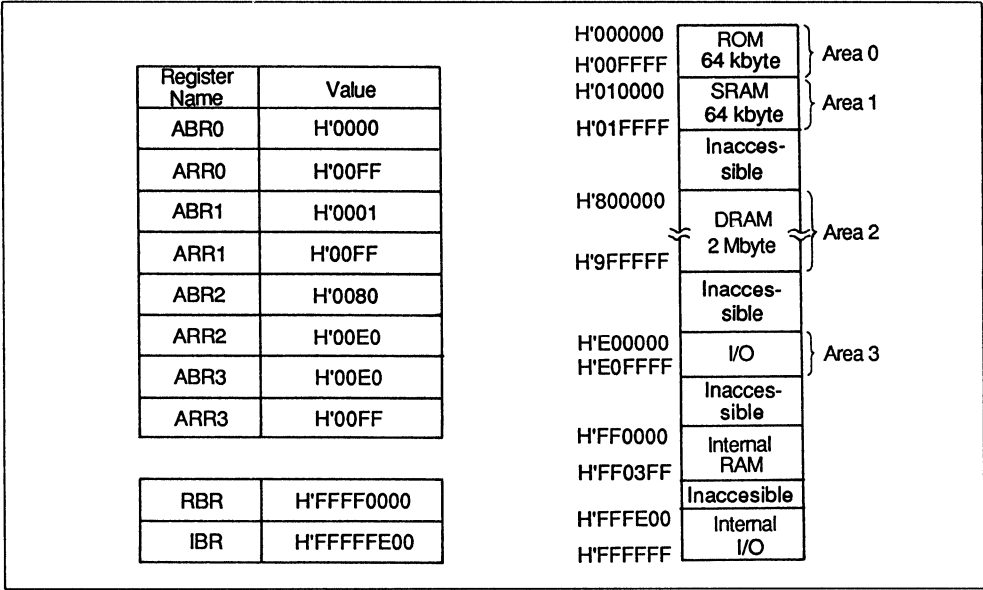 Register Name Value
ABR0 H'0000
ARR0 H'00FF
ABR1 H'0001
ARR1 H'00FF
ABR2 H'0080
ARR2 H'00E0
ABR3 H'00E0
ARR3 H'00FF
RBR H'FFFF0000
IBR H'FFFFFE00
H'000000
H'00FFFF
ROM
64 kbyte
Area 0
H'010000
H'01FFFF
SRAM
64 kbyte
Area 1
Inacces-
sible
H'800000
H'9FFFFF
DRAM
2 Mbyte
Area 2
Inacces-
sible
H'E00000
H'E0FFFF
I/O
Area 3
Inacces-
sible
H'FF0000
H'FF03FF
Internal
RAM
Inaccesible
H'FFFE00
H'FFFFFF
Internal
I/O